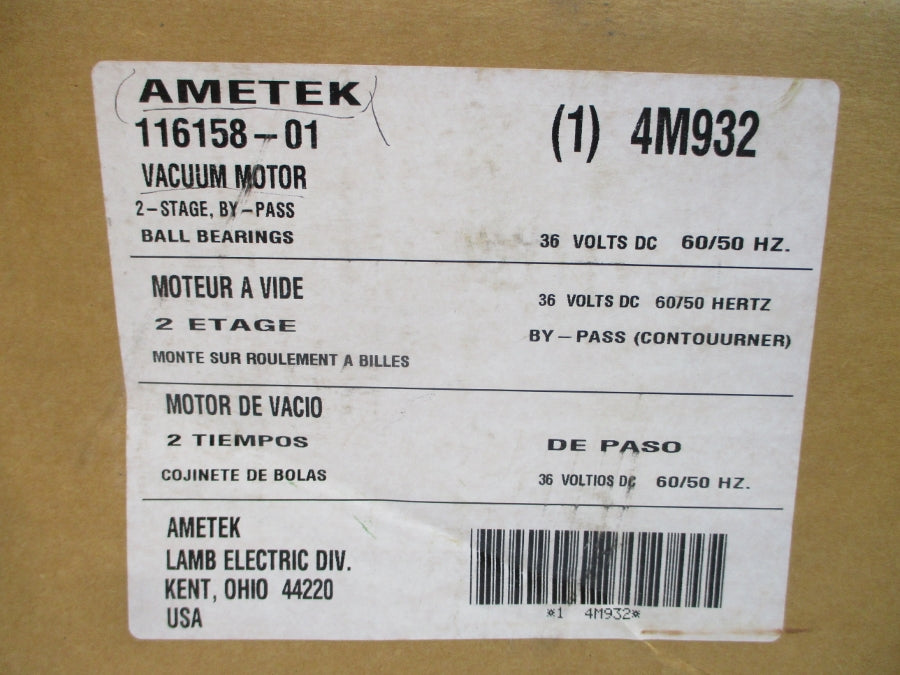 AMETEK
116158-01
(1) 4M932
VACUUM MOTOR
2-STAGE, BY-PASS
BALL BEARINGS
36 VOLTS DC 60/50 HZ.
MOTEUR A VIDE
36 VOLTS DC 60/50 HERTZ
2 ETAGE
BY-PASS (CONTOUURNER)
MONTE SUR ROULEMENT A BILLES
MOTOR DE VACIO
2 TIEMPOS
DE PASO
COJINETE DE BOLAS
36 VOLTIOS DC 60/50 HZ.
AMETEK
LAMB ELECTRIC DIV.
KENT, OHIO 44220
USA
*1 4M932*